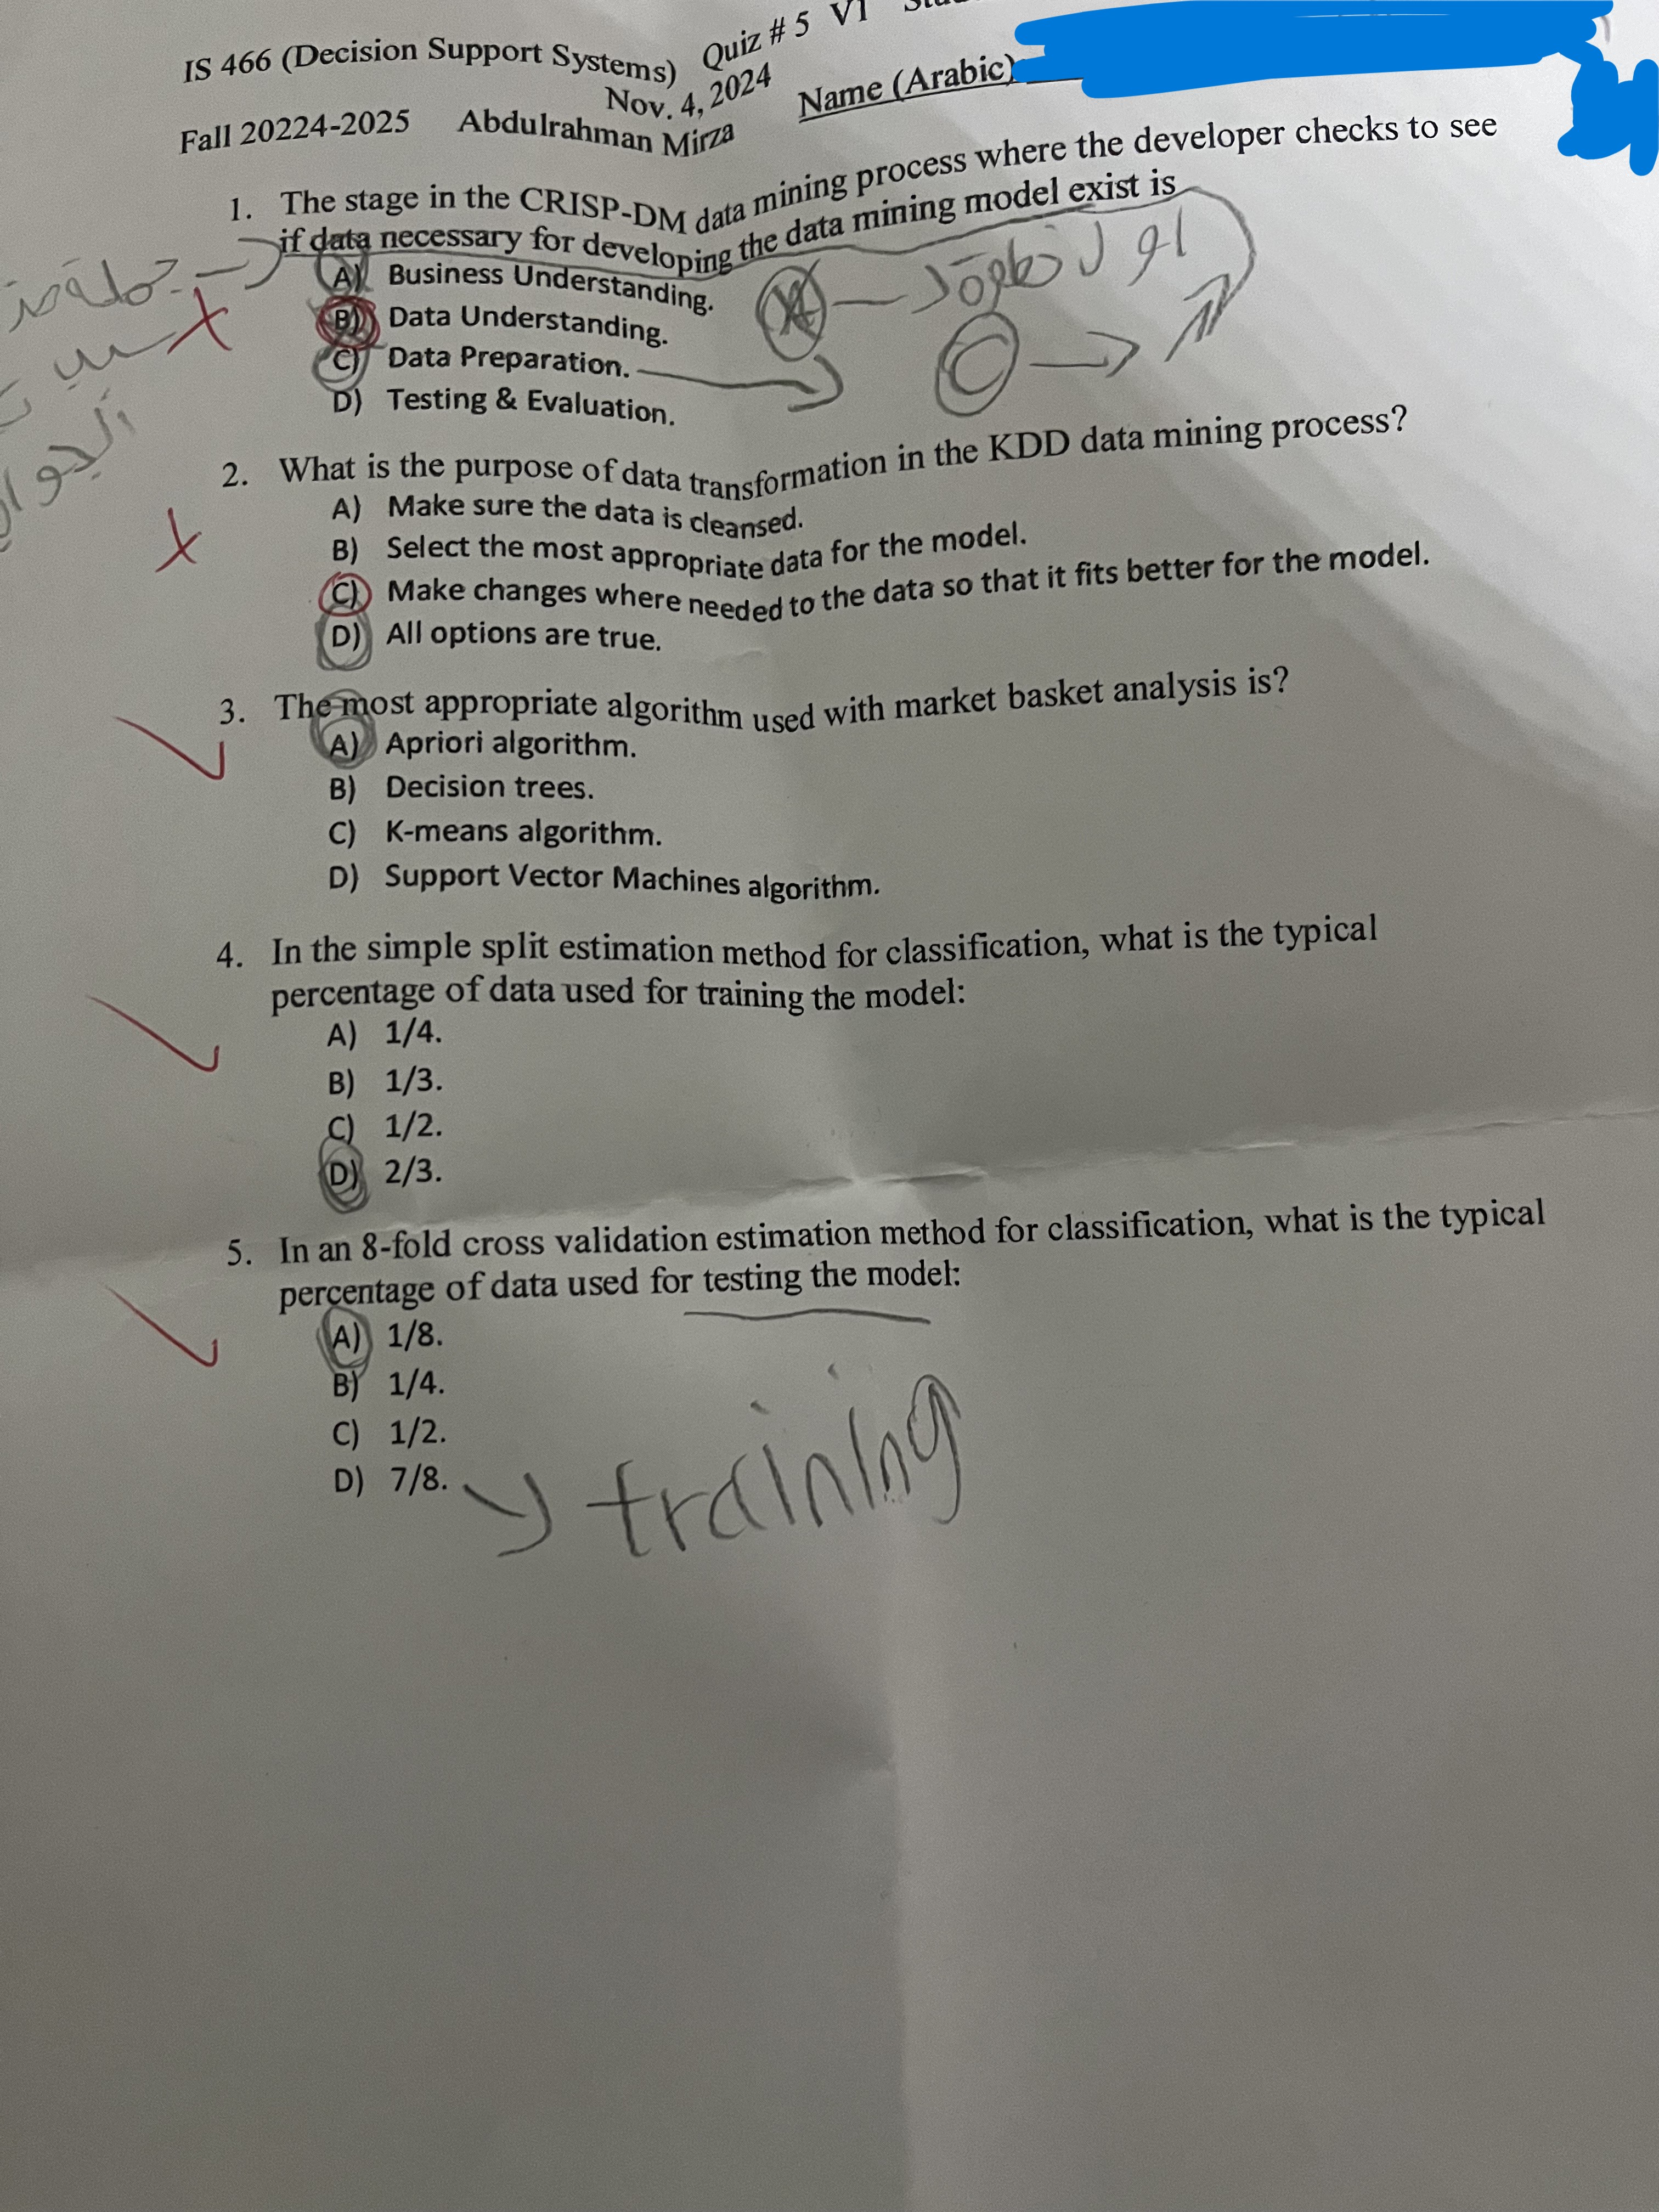 IS 466 (Decision Support Systems) Quiz # 5 V1
Nov. 4, 2024
Fall 20224-2025 Abdulrahman Mirza Name (Arabic)
1. The stage in the CRISP-DM data mining process where the developer checks to see
if data necessary for developing the data mining model exist is
A) Business Understanding.
B) Data Understanding.
C) Data Preparation.
D) Testing & Evaluation.
C
2. What is the purpose of data transformation in the KDD data mining process?
A) Make sure the data is cleansed.
B) Select the most appropriate data for the model.
C) Make changes where needed to the data so that it fits better for the model.
D) All options are true.
3. The most appropriate algorithm used with market basket analysis is?
A) Apriori algorithm.
B) Decision trees.
C) K-means algorithm.
D) Support Vector Machines algorithm.
4. In the simple split estimation method for classification, what is the typical
percentage of data used for training the model:
A) 1/4.
B) 1/3.
C) 1/2.
D) 2/3.
5. In an 8-fold cross validation estimation method for classification, what is the typical
percentage of data used for testing the model:
A) 1/8.
B) 1/4.
C) 1/2.
D) 7/8.
training